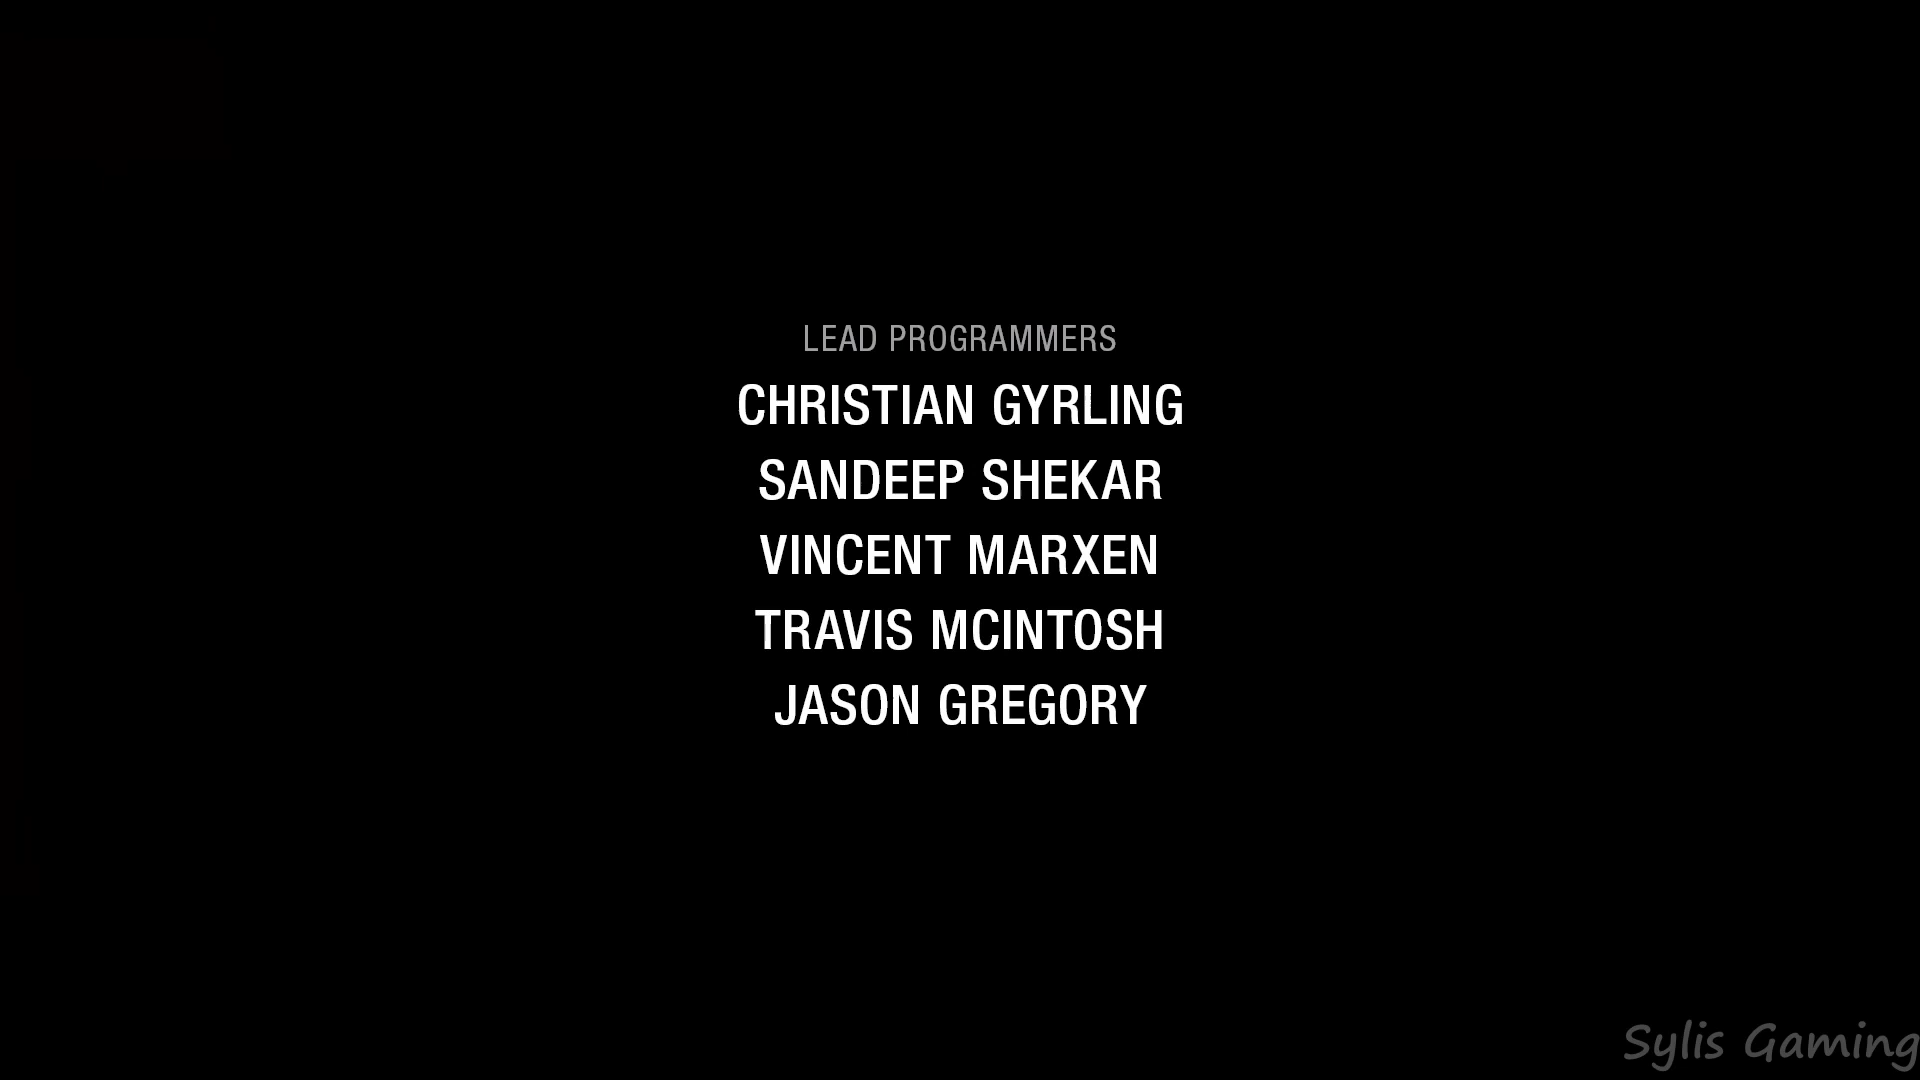 LEAD PROGRAMMERS
CHRISTIAN GYRLING
SANDEEP SHEKAR
VINCENT MARXEN
TRAVIS MCINTOSH
JASON GREGORY
Sylis Gaming